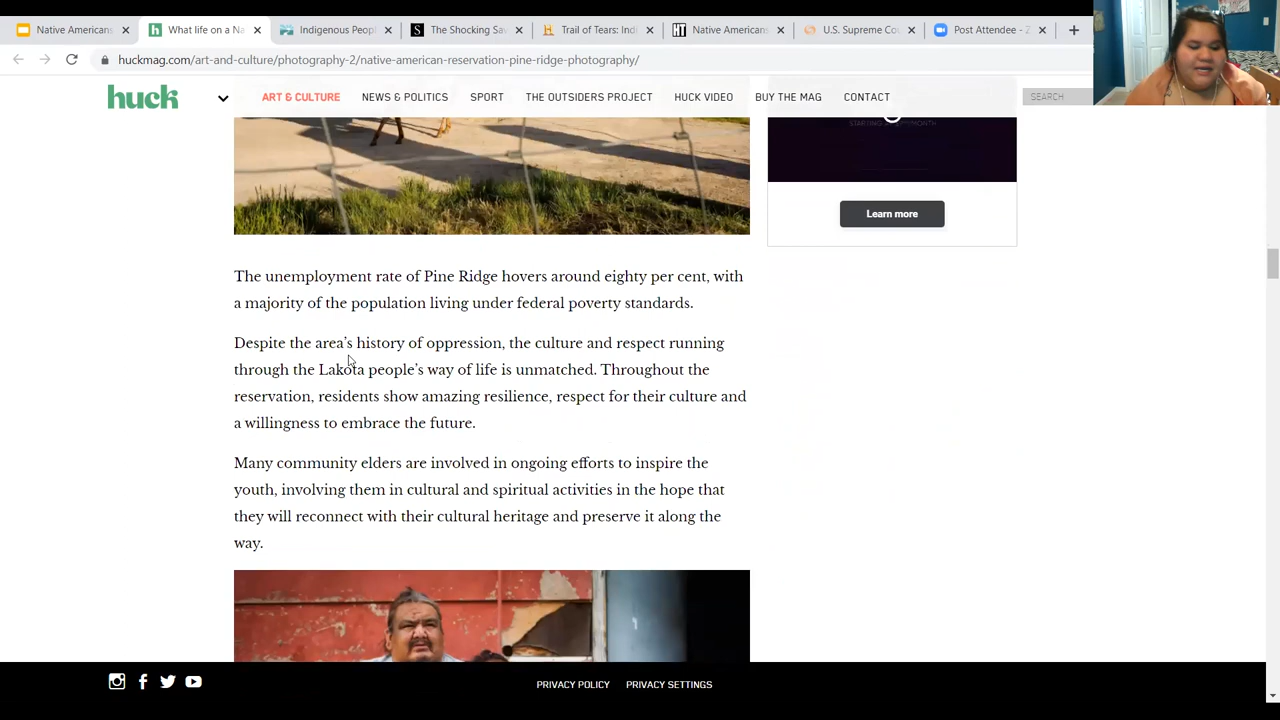 Native Americans
What life on a Na
Indigenous Peopl
The Shocking Sav
Trail of Tears: Indi
Native Americans
U.S. Supreme Cou
Post Attendee - Z
huckmag.com/art-and-culture/photography-2/native-american-reservation-pine-ridge-photography/
huck
ART & CULTURE
NEWS & POLITICS
SPORT
THE OUTSIDERS PROJECT
HUCK VIDEO
BUY THE MAG
CONTACT
SEARCH
Learn more
The unemployment rate of Pine Ridge hovers around eighty per cent, with
a majority of the population living under federal poverty standards.
Despite the area's history of oppression, the culture and respect running
through the Lakota people's way of life is unmatched. Throughout the
reservation, residents show amazing resilience, respect for their culture and
a willingness to embrace the future.
Many community elders are involved in ongoing efforts to inspire the
youth, involving them in cultural and spiritual activities in the hope that
they will reconnect with their cultural heritage and preserve it along the
way.
PRIVACY POLICY
PRIVACY SETTINGS